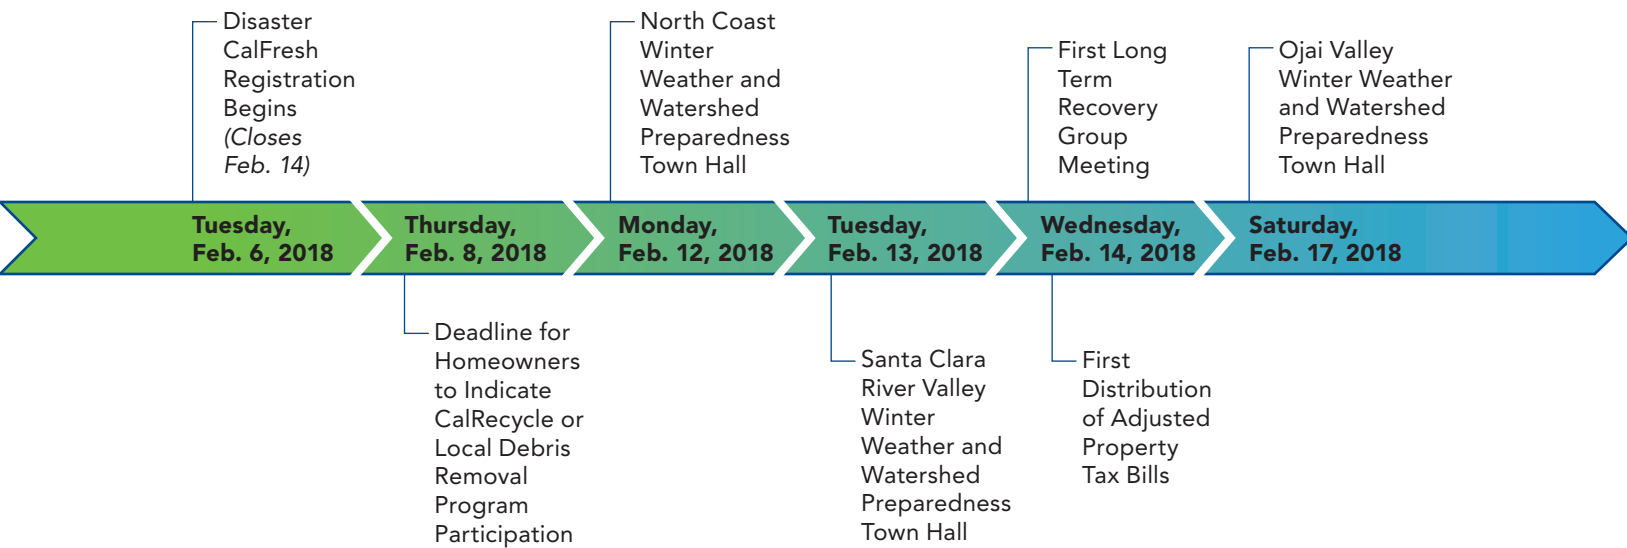 Disaster
CalFresh
Registration
Begins
(Closes
Feb. 14)
North Coast
Winter
Weather and
Watershed
Preparedness
Town Hall
First Long
Term
Recovery
Group
Meeting
Ojai Valley
Winter Weather
and Watershed
Preparedness
Town Hall
Tuesday,
Feb. 6, 2018
Thursday,
Feb. 8, 2018
Monday,
Feb. 12, 2018
Tuesday,
Feb. 13, 2018
Wednesday,
Feb. 14, 2018
Saturday,
Feb. 17, 2018
Deadline for
Homeowners
to Indicate
CalRecycle or
Local Debris
Removal
Program
Participation
Santa Clara
River Valley
Winter
Weather and
Watershed
Preparedness
Town Hall
First
Distribution
of Adjusted
Property
Tax Bills